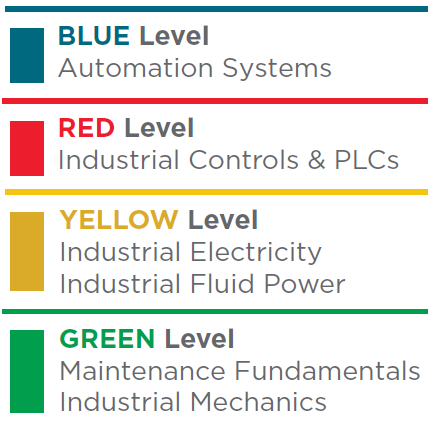 BLUE Level
Automation Systems
RED Level
Industrial Controls & PLCs
YELLOW Level
Industrial Electricity
Industrial Fluid Power
GREEN Level
Maintenance Fundamentals
Industrial Mechanics